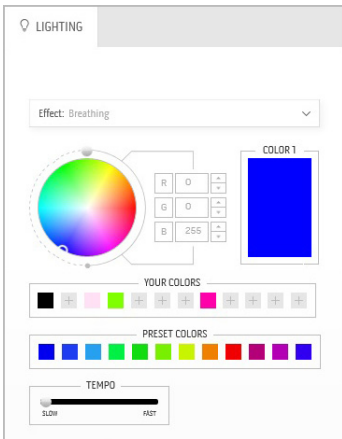 LIGHTING
Effect: Breathing
COLOR 1
R 0
G 0
B 255
YOUR COLORS
PRESET COLORS
TEMPO
SLOW FAST